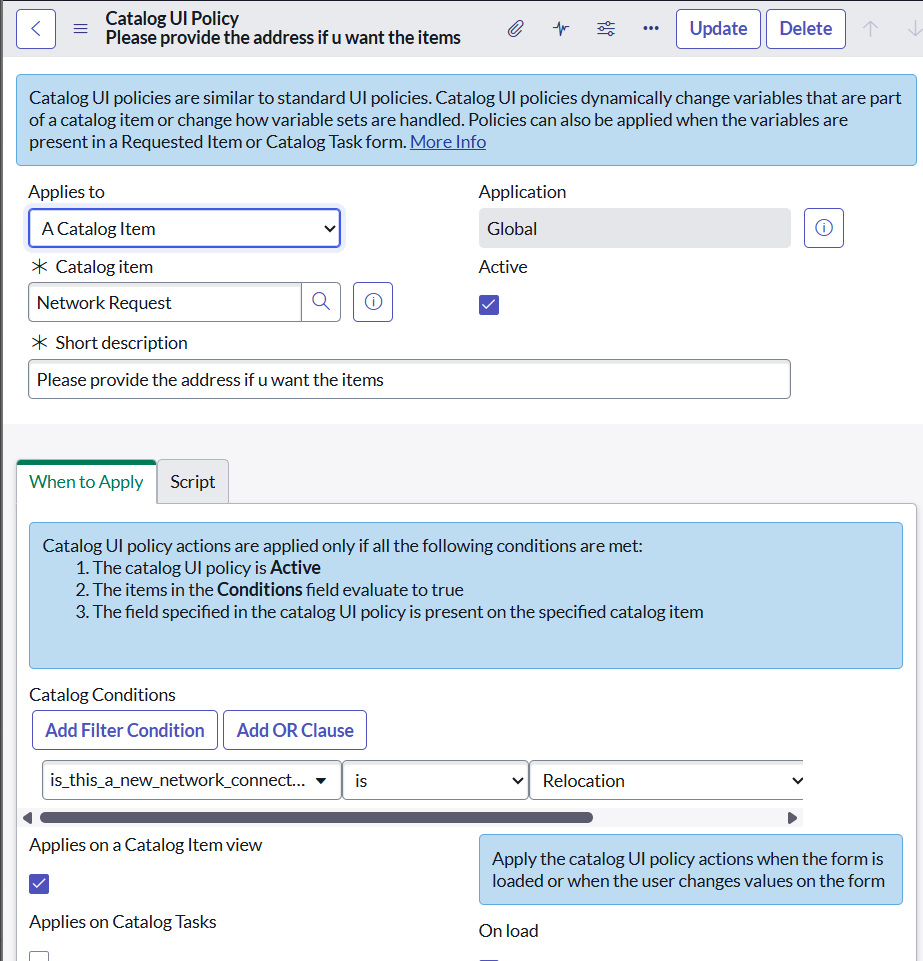 Catalog UI Policy
Please provide the address if u want the items
Update
Delete
Catalog UI policies are similar to standard UI policies. Catalog UI policies dynamically change variables that are part
of a catalog item or change how variable sets are handled. Policies can also be applied when the variables are
present in a Requested Item or Catalog Task form. More Info
Applies to
Application
A Catalog Item
Global
Catalog item
Active
Network Request
Short description
Please provide the address if u want the items
When to Apply
Script
Catalog UI policy actions are applied only if all the following conditions are met:
1. The catalog UI policy is Active
2. The items in the Conditions field evaluate to true
3. The field specified in the catalog UI policy is present on the specified catalog item
Catalog Conditions
Add Filter Condition
Add OR Clause
is_this_a_new_network_connect...
is
Relocation
Applies on a Catalog Item view
Apply the catalog UI policy actions when the form is
loaded or when the user changes values on the form
Applies on Catalog Tasks
On load